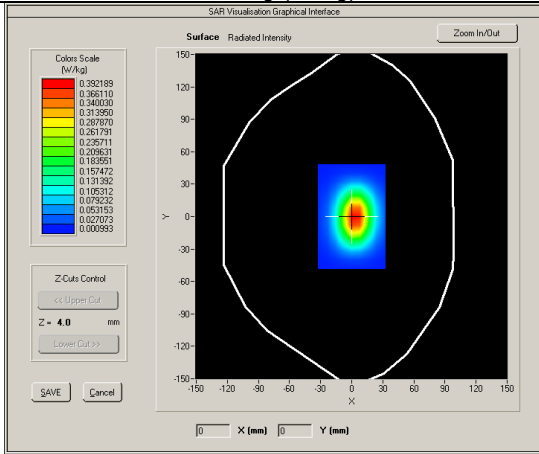 SAR Visualisation Graphical Interface
Surface Radiated Intensity
Zoom In/Out
Colors Scale
(W/kg)
0.392189
0.366110
0.340030
0.313950
0.287870
0.261791
0.235711
0.209631
0.183551
0.157472
0.131392
0.105312
0.079232
0.053153
0.027073
0.000993
Z-Cuts Control
<< Upper Cut
Z = 4.0 mm
Lower Cut >>
SAVE
Cancel
150
120
90
60
30
0
-30
-60
-90
-120
-150
Y
-150 -120 -90 -60 -30 0 30 60 90 120 150
X
0 X (mm) 0 Y (mm)